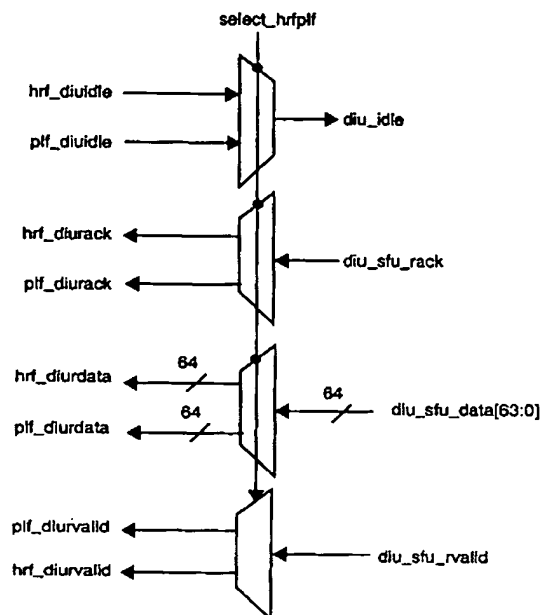 select_hrfplf
hrf_diuidle
diu_idle
plf_diuidle
hrf_diurack
diu_sfu_rack
plf_diurack
64
hrf_diurdata
64
64
diu_sfu_data[63:0]
plf_diurdata
plf_diurvalid
diu_sfu_rvalid
hrf_diurvalid